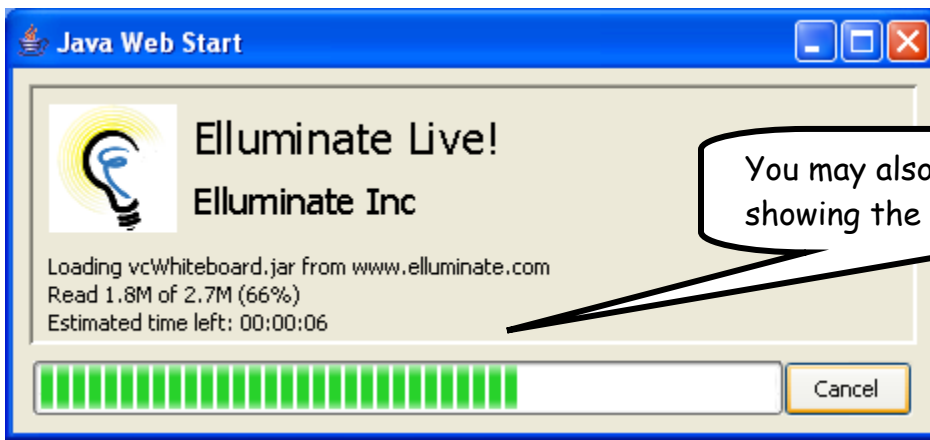 Java Web Start
Elluminate Live!
Elluminate Inc
You may also
showing the
Loading vcWhiteboard.jar from www.elluminate.com
Read 1.8M of 2.7M (66%)
Estimated time left: 00:00:06
Cancel